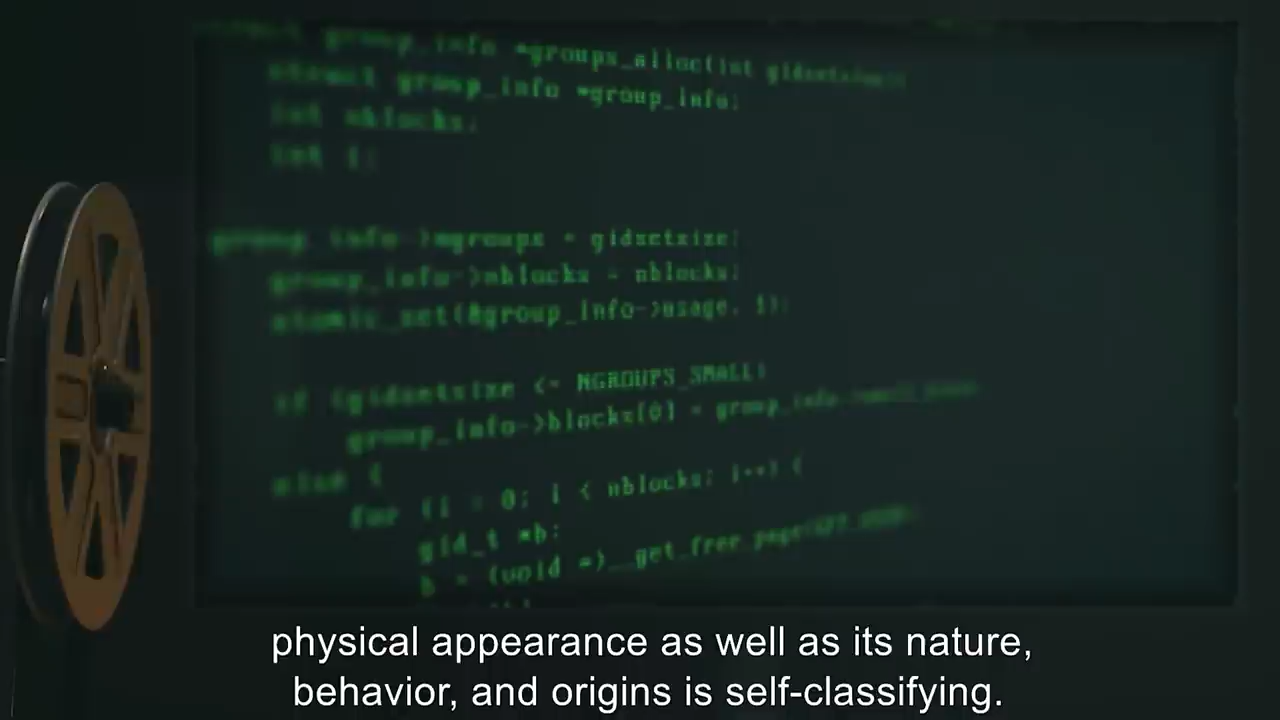 struct group_info *groups_alloc(int gidsetsize)
struct group_info *group_info;
int nblocks;
int i;
group_info->ngroups = gidsetsize;
group_info->nblocks = nblocks;
atomic_set(&group_info->usage, 1);
if (gidsetsize <= NGROUPS_SMALL)
group_info->blocks[0] = group_info->small_block
else {
for (i = 0; i < nblocks; i++) {
gid_t *b;
b = (void *)__get_free_page(
physical appearance as well as its nature,
behavior, and origins is self-classifying.